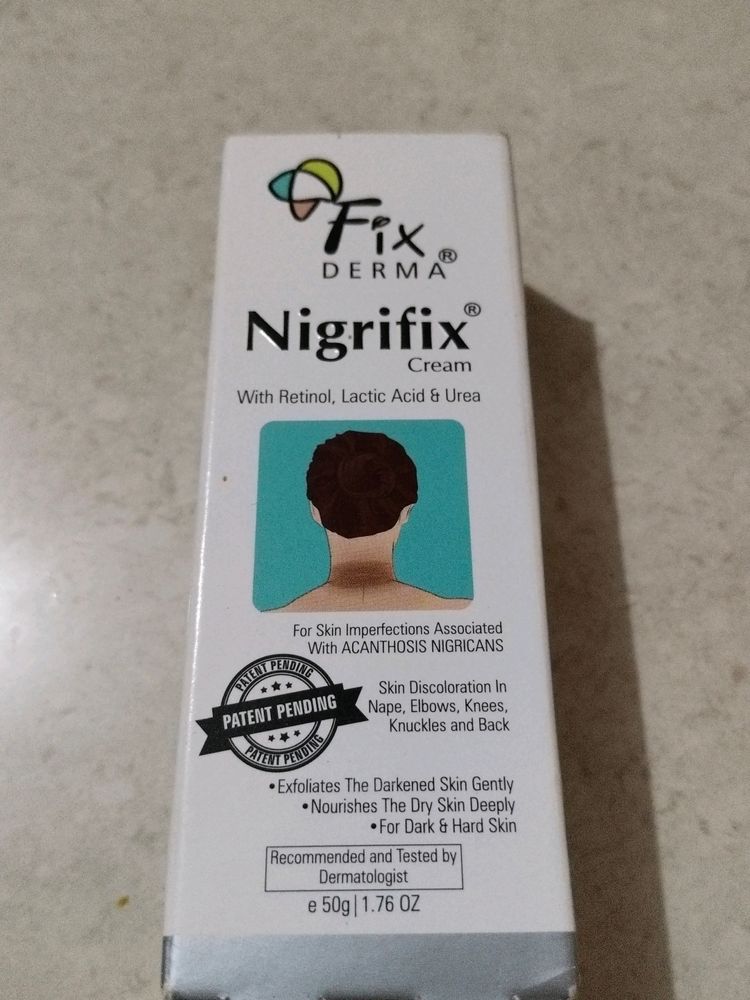 Fix
DERMA®
Nigrifix®
Cream
With Retinol, Lactic Acid & Urea
For Skin Imperfections Associated
With ACANTHOSIS NIGRICANS
PATENT PENDING
PATENT PENDING
PATENT PENDING
Skin Discoloration In
Nape, Elbows, Knees,
Knuckles and Back
•Exfoliates The Darkened Skin Gently
•Nourishes The Dry Skin Deeply
•For Dark & Hard Skin
Recommended and Tested by
Dermatologist
e 50g|1.76 OZ